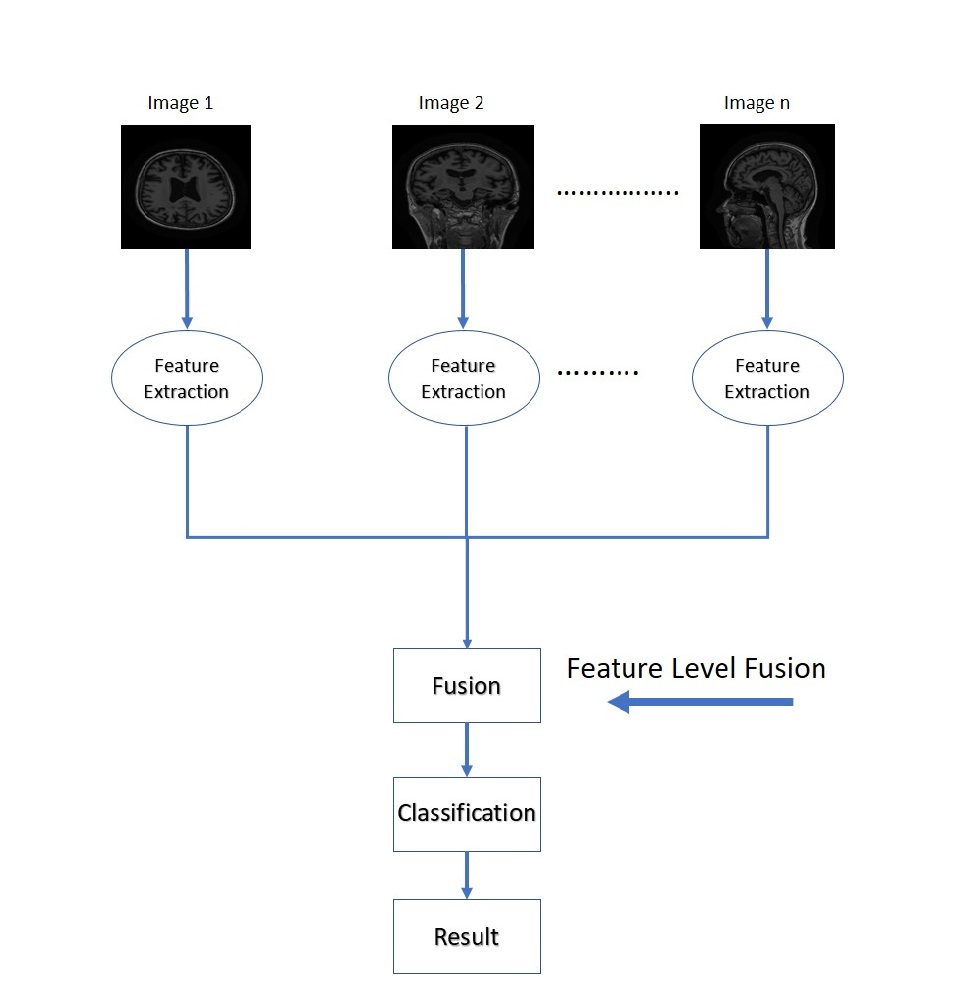 Image 1
Image 2
Image n
………………..
Feature
Extraction
Feature
Extraction
……….
Feature
Extraction
Fusion
Feature Level Fusion
Classification
Result